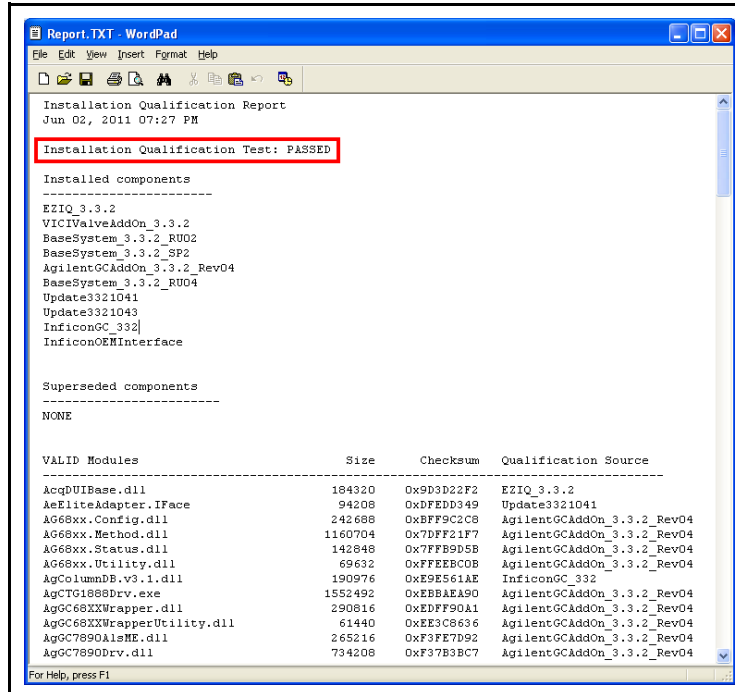 Report.TXT - WordPad
File Edit View Insert Format Help
Installation Qualification Report
Jun 02, 2011 07:27 PM
Installation Qualification Test: PASSED
Installed components
-----------------------
EZIQ_3.3.2
VICIValveAddOn_3.3.2
BaseSystem_3.3.2_RU02
BaseSystem_3.3.2_SP2
AgilentGCAddOn_3.3.2_Rev04
BaseSystem_3.3.2_RU04
Update3321041
Update3321043
InficonGC_332
InficonOEMInterface
Superseded components
------------------------
NONE
VALID Modules Size Checksum Qualification Source
------------------------------------------------------------------------------------
AcqDUIBase.dll 184320 0x9D3D22F2 EZIQ_3.3.2
AeEliteAdapter.IFace 94208 0xDFEDD349 Update3321041
AG68xx.Config.dll 242688 0xBFF9C2C8 AgilentGCAddOn_3.3.2_Rev04
AG68xx.Method.dll 1160704 0x7DFF21F7 AgilentGCAddOn_3.3.2_Rev04
AG68xx.Status.dll 142848 0x7FFB9D5B AgilentGCAddOn_3.3.2_Rev04
AG68xx.Utility.dll 69632 0xFFEEBC0B AgilentGCAddOn_3.3.2_Rev04
AgColumnDB.v3.1.dll 190976 0xE9E561AE InficonGC_332
AgCTG1888Drv.exe 1552492 0xEBBAEA90 AgilentGCAddOn_3.3.2_Rev04
AgGC68XXWrapper.dll 290816 0xEDFF90A1 AgilentGCAddOn_3.3.2_Rev04
AgGC68XXWrapperUtility.dll 61440 0xEE3C8636 AgilentGCAddOn_3.3.2_Rev04
AgGC7890AlsME.dll 265216 0xF3FE7D92 AgilentGCAddOn_3.3.2_Rev04
AgGC7890Drv.dll 734208 0xF37B3BC7 AgilentGCAddOn_3.3.2_Rev04
For Help, press F1